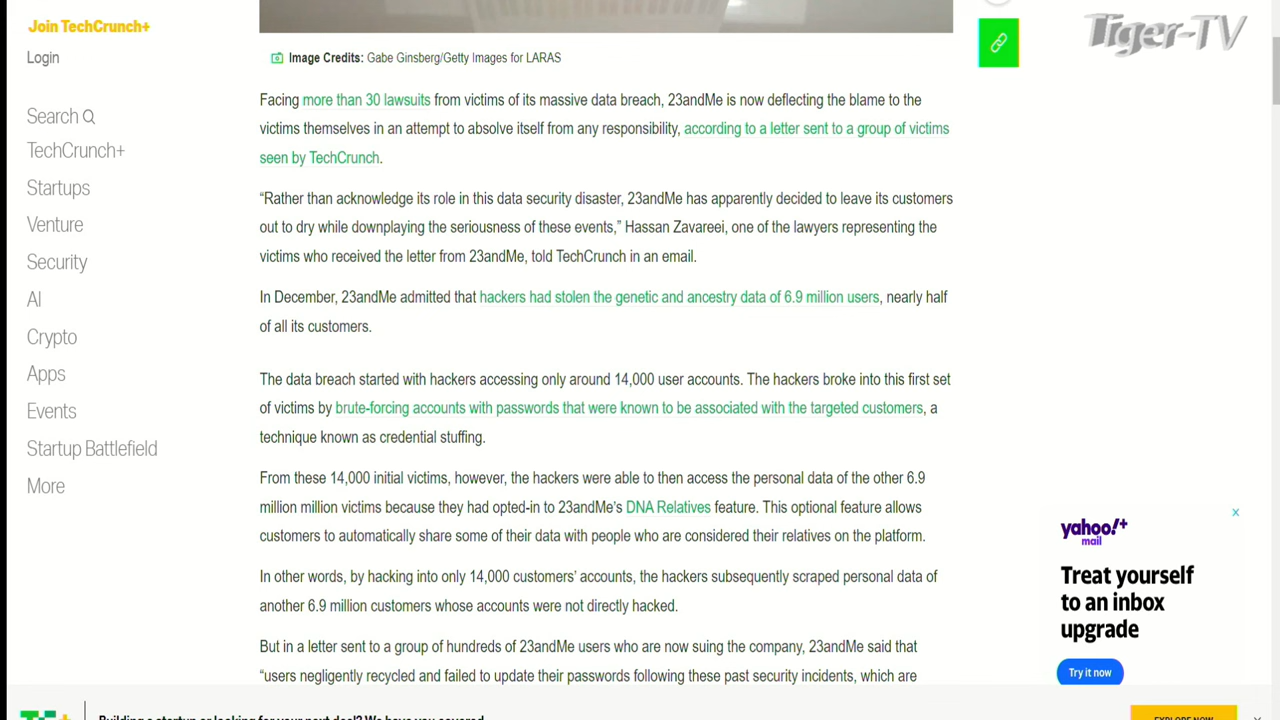 Join TechCrunch+
Login
Search
TechCrunch+
Startups
Venture
Security
AI
Crypto
Apps
Events
Startup Battlefield
More
Tiger-TV
Image Credits: Gabe Ginsberg/Getty Images for LARAS
Facing more than 30 lawsuits from victims of its massive data breach, 23andMe is now deflecting the blame to the
victims themselves in an attempt to absolve itself from any responsibility, according to a letter sent to a group of victims
seen by TechCrunch.
“Rather than acknowledge its role in this data security disaster, 23andMe has apparently decided to leave its customers
out to dry while downplaying the seriousness of these events,” Hassan Zavareei, one of the lawyers representing the
victims who received the letter from 23andMe, told TechCrunch in an email.
In December, 23andMe admitted that hackers had stolen the genetic and ancestry data of 6.9 million users, nearly half
of all its customers.
The data breach started with hackers accessing only around 14,000 user accounts. The hackers broke into this first set
of victims by brute-forcing accounts with passwords that were known to be associated with the targeted customers, a
technique known as credential stuffing.
From these 14,000 initial victims, however, the hackers were able to then access the personal data of the other 6.9
million million victims because they had opted-in to 23andMe’s DNA Relatives feature. This optional feature allows
customers to automatically share some of their data with people who are considered their relatives on the platform.
In other words, by hacking into only 14,000 customers’ accounts, the hackers subsequently scraped personal data of
another 6.9 million customers whose accounts were not directly hacked.
But in a letter sent to a group of hundreds of 23andMe users who are now suing the company, 23andMe said that
“users negligently recycled and failed to update their passwords following these past security incidents, which are
yahoo!+
mail
Treat yourself
to an inbox
upgrade
Try it now
Building a startup or looking for your next deal? We have you covered.
EXPLORE NOW